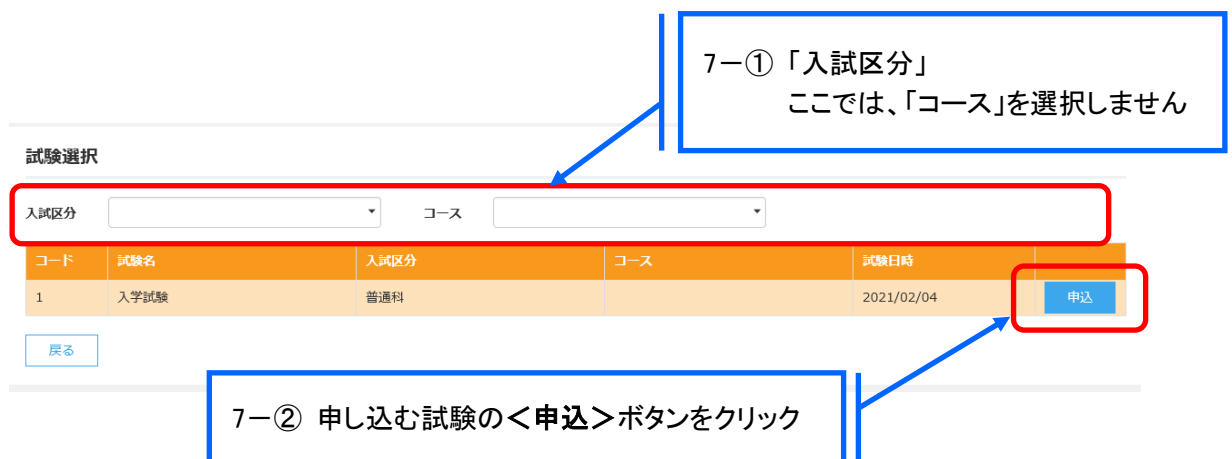 7－① 「入試区分」
ここでは、「コース」を選択しません
試験選択
入試区分 コース
コード 試験名 入試区分 コース 試験日時
1 入学試験 普通科 2021/02/04 申込
戻る
7－② 申し込む試験の＜申込＞ボタンをクリック